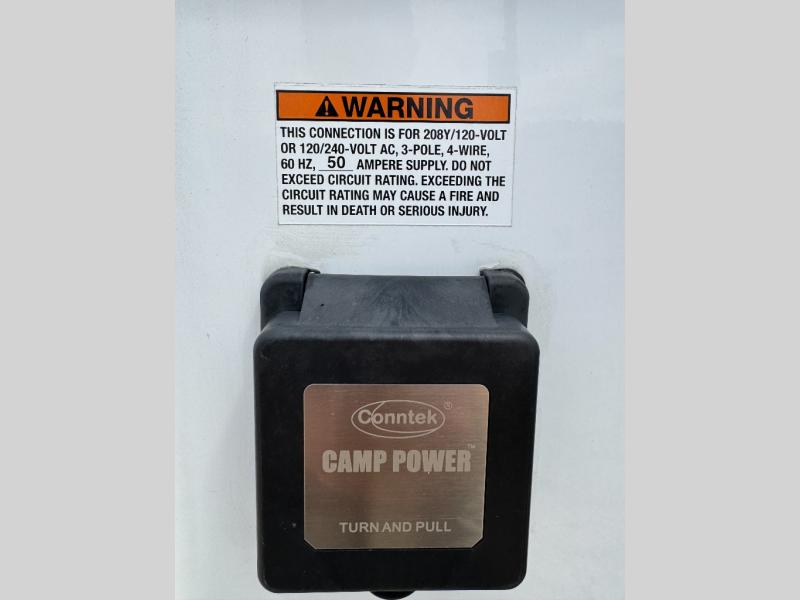 WARNING
THIS CONNECTION IS FOR 208Y/120-VOLT
OR 120/240-VOLT AC, 3-POLE, 4-WIRE,
60 HZ, 50 AMPERE SUPPLY. DO NOT
EXCEED CIRCUIT RATING. EXCEEDING THE
CIRCUIT RATING MAY CAUSE A FIRE AND
RESULT IN DEATH OR SERIOUS INJURY.
Conntek®
CAMP POWER™
TURN AND PULL